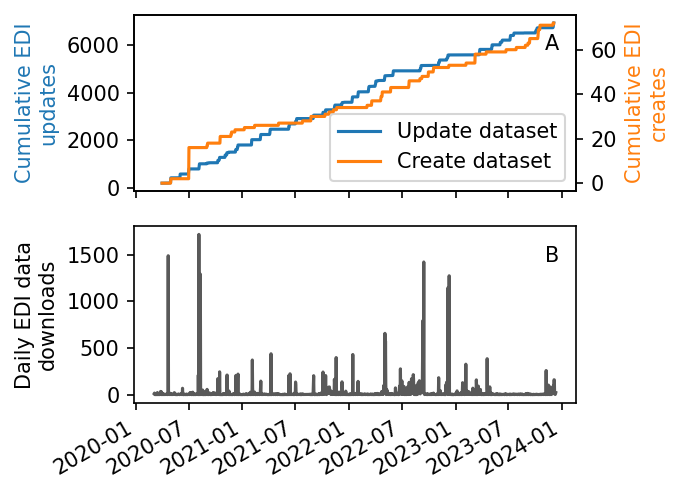 Cumulative EDI
updates
6000
4000
2000
0
A
Update dataset
Create dataset
60
40
20
0
Cumulative EDI
creates
Daily EDI data
downloads
1500
1000
500
0
B
2020-01
2020-07
2021-01
2021-07
2022-01
2022-07
2023-01
2023-07
2024-01